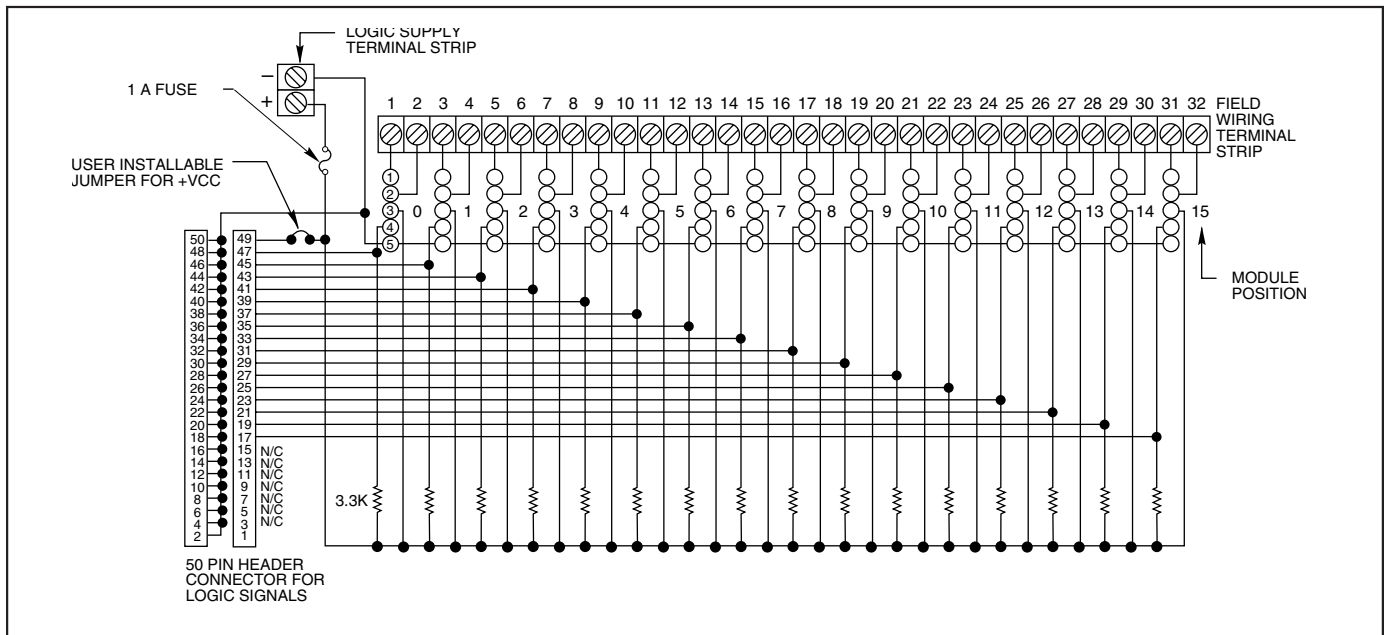 LOGIC SUPPLY
TERMINAL STRIP
1 A FUSE
−
+
USER INSTALLABLE
JUMPER FOR +VCC
1 2 3 4 5 6 7 8 9 10 11 12 13 14 15 16 17 18 19 20 21 22 23 24 25 26 27 28 29 30 31 32
FIELD
WIRING
TERMINAL
STRIP
1
2
3
4
5
0 1 2 3 4 5 6 7 8 9 10 11 12 13 14 15
MODULE
POSITION
50 49
48 47
46 45
44 43
42 41
40 39
38 37
36 35
34 33
32 31
30 29
28 27
26 25
24 23
22 21
20 19
18 17
16 15 N/C
14 13 N/C
12 11 N/C
10 9 N/C
8 7 N/C
6 5 N/C
4 3 N/C
2 1
3.3K
50 PIN HEADER
CONNECTOR FOR
LOGIC SIGNALS